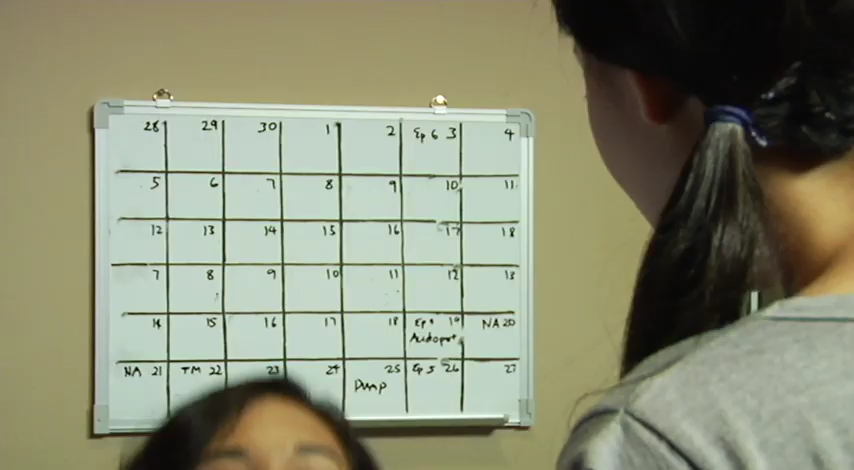 28 29 30 1 2 Ep 6 3 4
5 6 7 8 9 10 11
12 13 14 15 16 17 18
7 8 9 10 11 12 13
14 15 16 17 18 Ep 19 NA 20
NA 21 TM 22 23 24 25 Ep 5 26 27
Pump